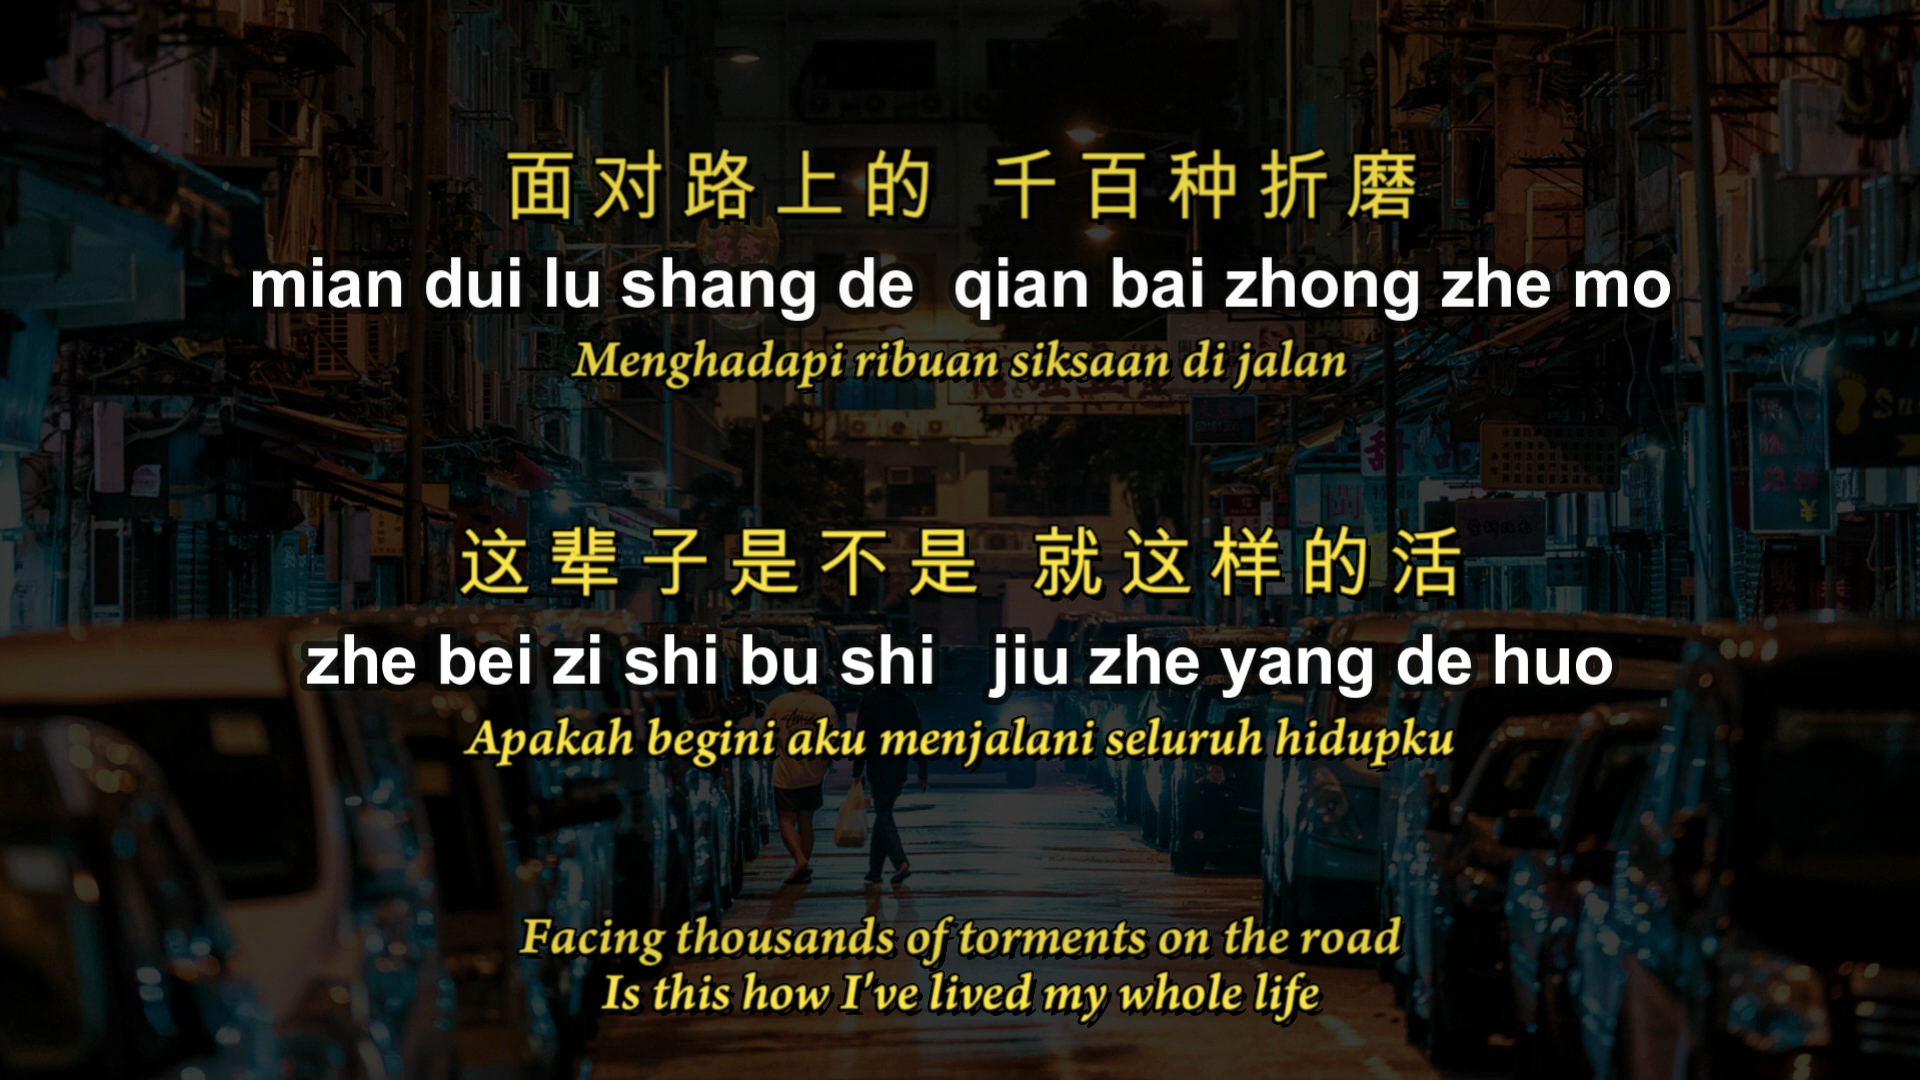 面对路上的 千百种折磨
mian dui lu shang de qian bai zhong zhe mo
Menghadapi ribuan siksaan di jalan
这辈子是不是 就这样的活
zhe bei zi shi bu shi jiu zhe yang de huo
Apakah begini aku menjalani seluruh hidupku
Facing thousands of torments on the road
Is this how I've lived my whole life
甜品